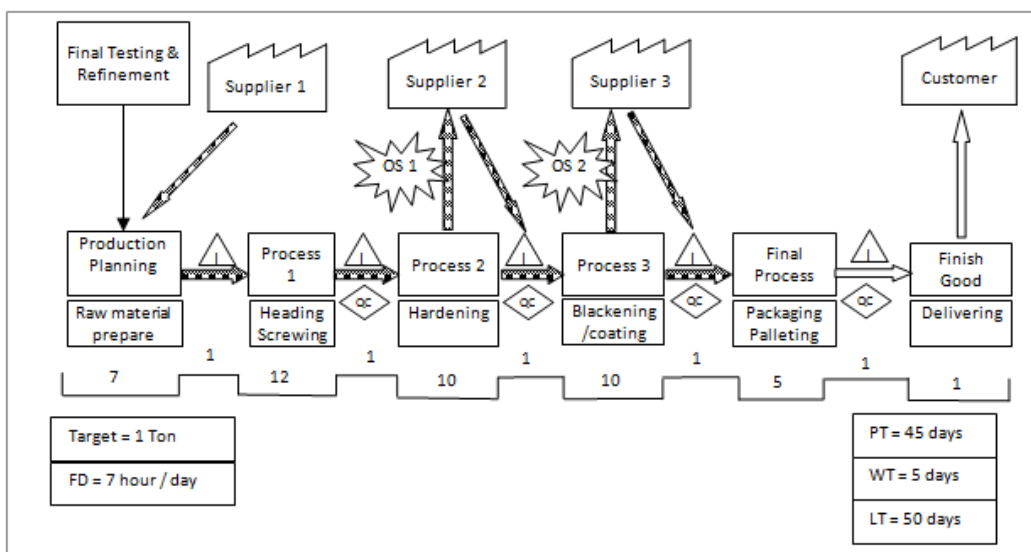 Final Testing &
Refinement
Supplier 1
Supplier 2
Supplier 3
Customer
OS 1
OS 2
Production
Planning
I
Process
1
I
Process 2
I
Process 3
I
Final
Process
I
Finish
Good
Raw material
prepare
Heading
Screwing
QC
Hardening
QC
Blackening
/coating
QC
Packaging
Palleting
QC
Delivering
1
1
1
1
1
7
12
10
10
5
1
Target = 1 Ton
FD = 7 hour / day
PT = 45 days
WT = 5 days
LT = 50 days